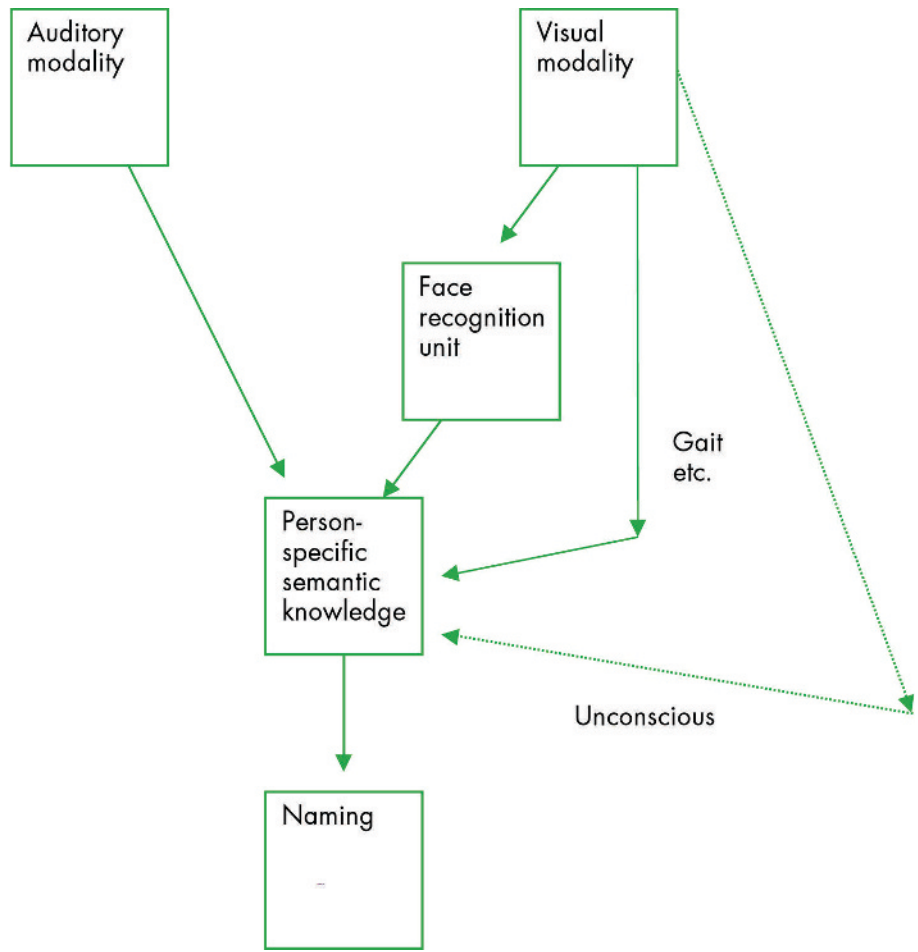 Auditory
modality
Visual
modality
Face
recognition
unit
Gait
etc.
Person-
specific
semantic
knowledge
Unconscious
Naming